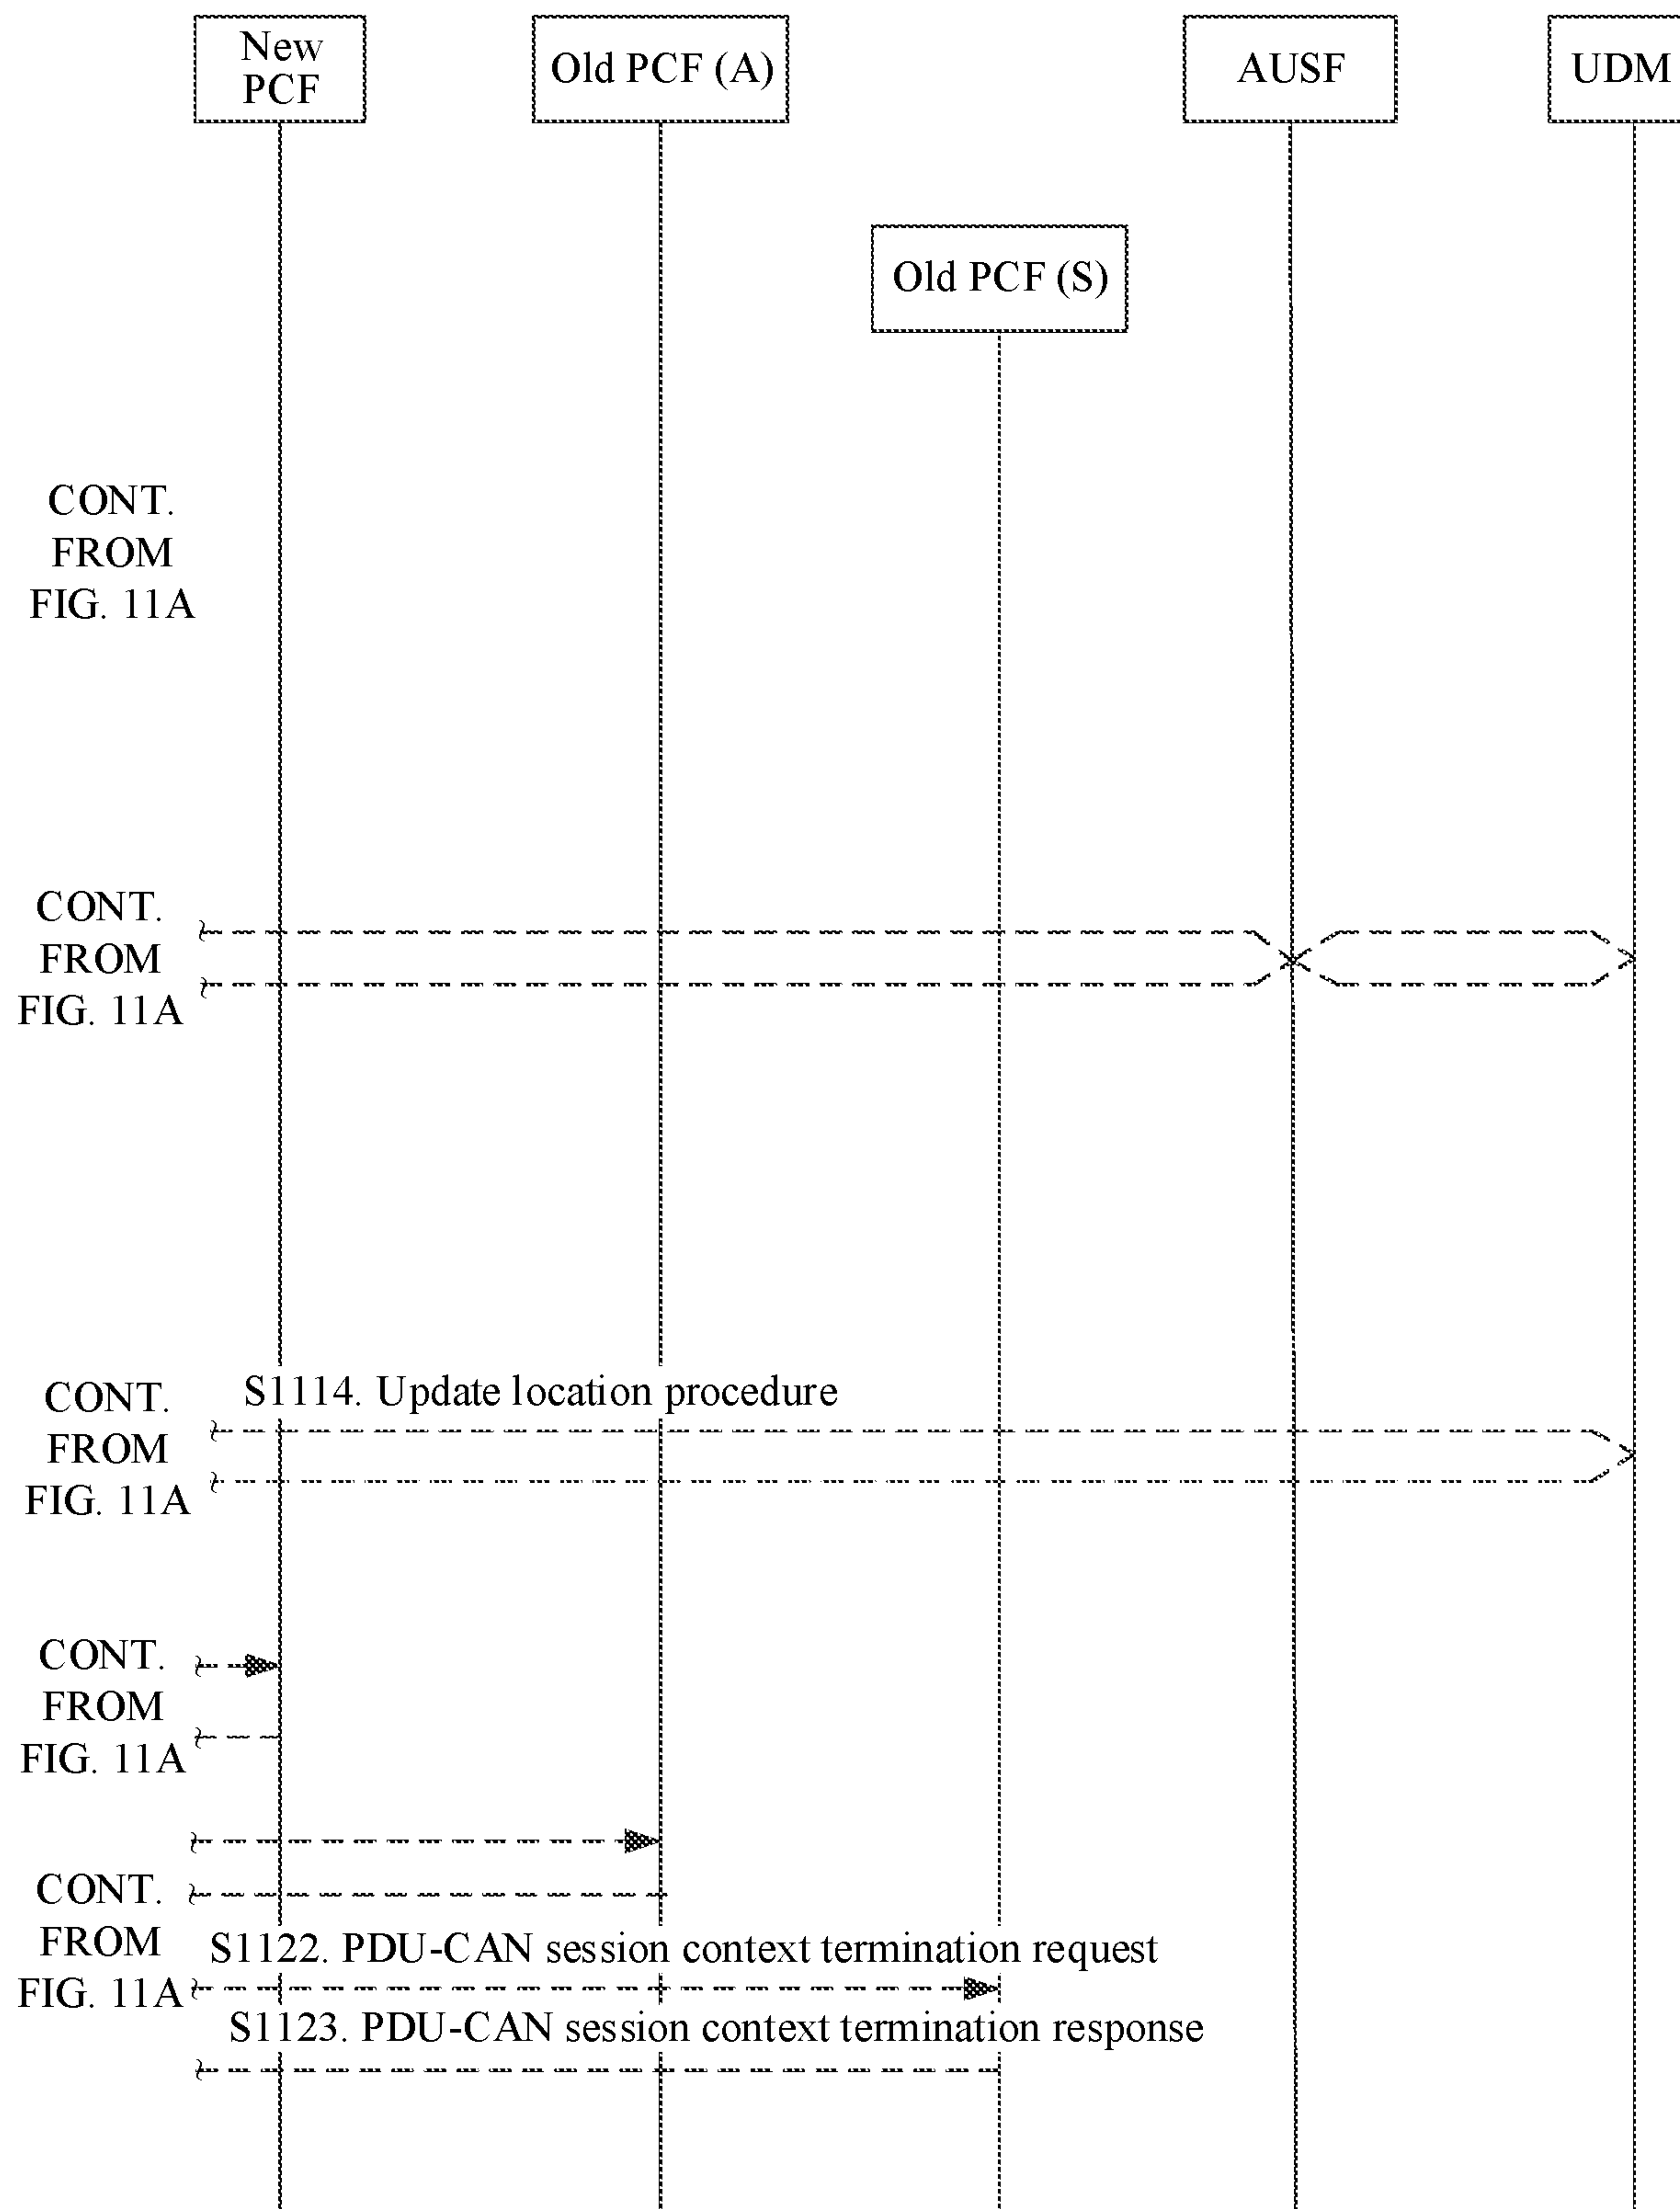 New
PCF
Old PCF (A)
AUSF
UDM
Old PCF (S)
CONT.
FROM
FIG. 11A
CONT.
FROM
FIG. 11A
S1114. Update location procedure
CONT.
FROM
FIG. 11A
CONT.
FROM
FIG. 11A
CONT.
FROM
FIG. 11A
S1122. PDU-CAN session context termination request
S1123. PDU-CAN session context termination response